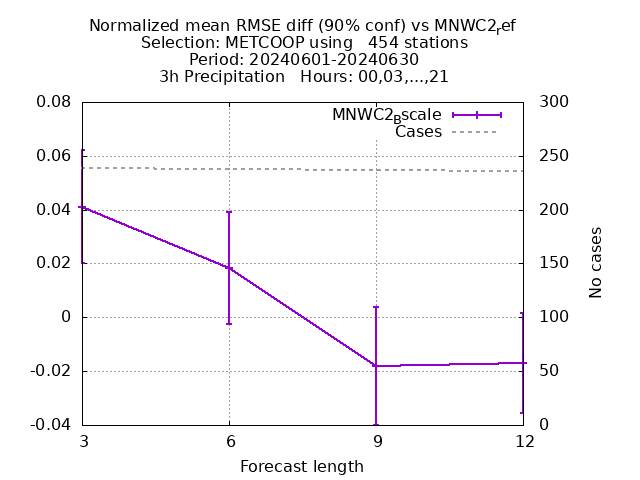 Normalized mean RMSE diff (90% conf) vs MNWC2ref
Selection: METCOOP using   454 stations
Period: 20240601-20240630
3h Precipitation   Hours: 00,03,...,21
MNWC2Bscale
Cases
0.08
0.06
0.04
0.02
0
-0.02
-0.04
300
250
200
150
100
50
0
No cases
3 6 9 12
Forecast length